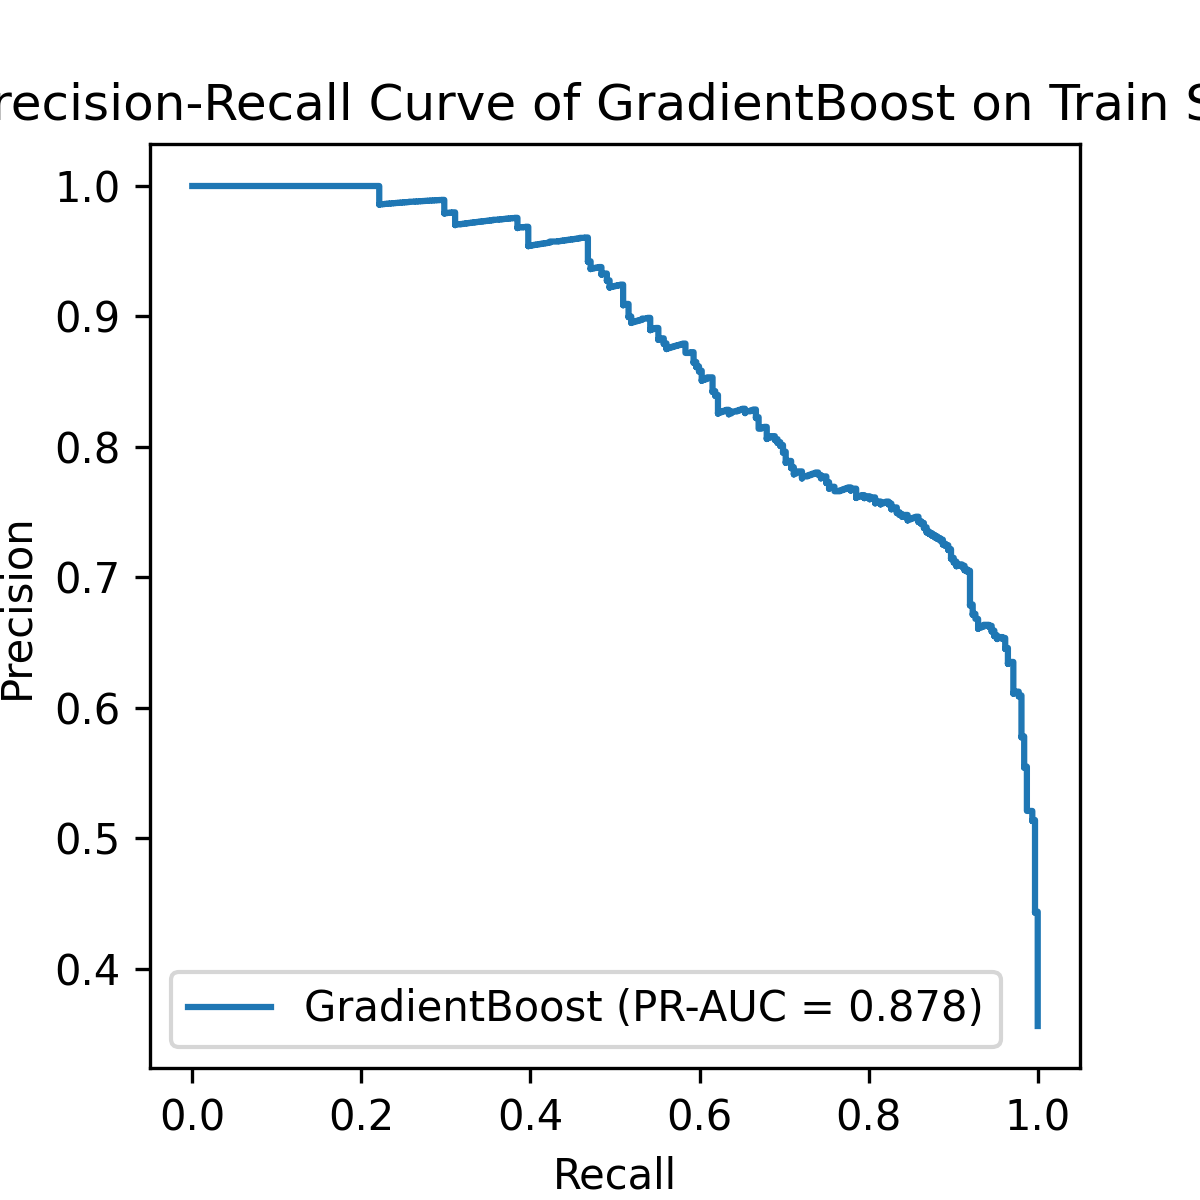 recision-Recall Curve of GradientBoost on Train S
1.0
0.9
0.8
0.7
0.6
0.5
0.4
Precision
GradientBoost (PR-AUC = 0.878)
0.0 0.2 0.4 0.6 0.8 1.0
Recall